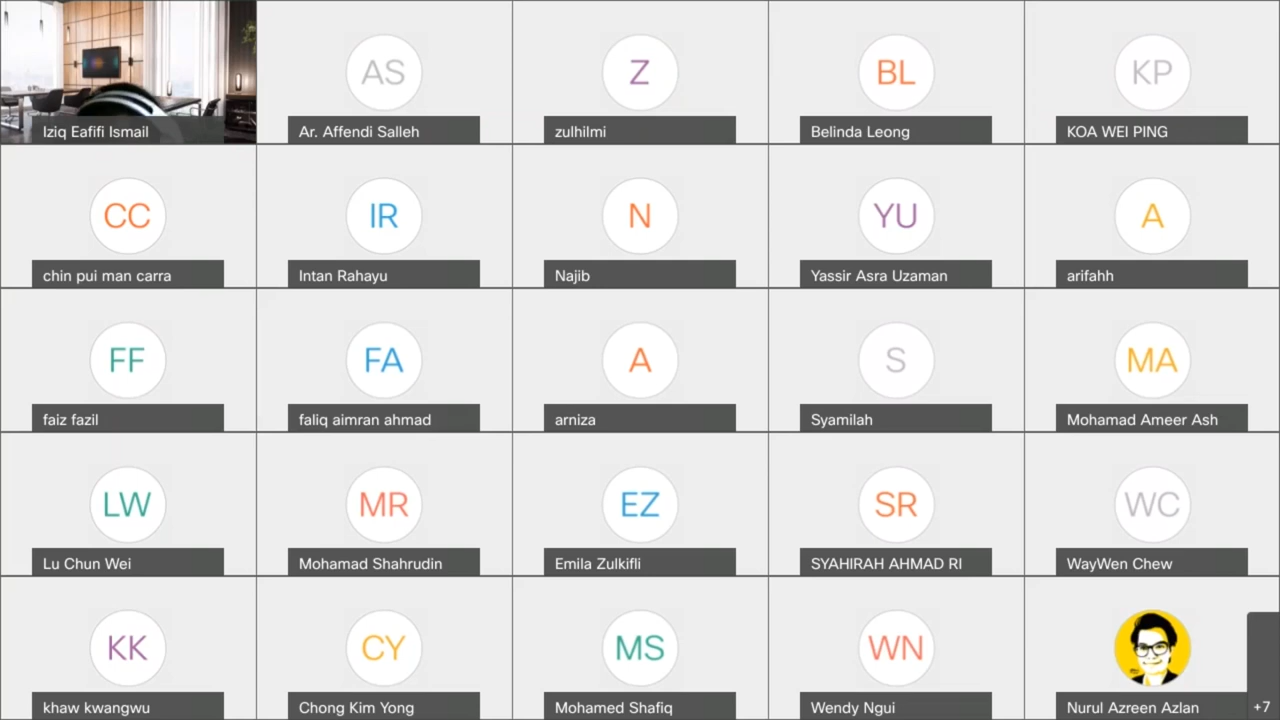 Iziq Eafifi Ismail
AS
Ar. Affendi Salleh
Z
zulhilmi
BL
Belinda Leong
KP
KOA WEI PING
CC
chin pui man carra
IR
Intan Rahayu
N
Najib
YU
Yassir Asra Uzaman
A
arifahh
FF
faiz fazil
FA
faliq aimran ahmad
A
arniza
S
Syamilah
MA
Mohamad Ameer Ash
LW
Lu Chun Wei
MR
Mohamad Shahrudin
EZ
Emila Zulkifli
SR
SYAHIRAH AHMAD RI
WC
WayWen Chew
KK
khaw kwangwu
CY
Chong Kim Yong
MS
Mohamed Shafiq
WN
Wendy Ngui
Nurul Azreen Azlan
+7